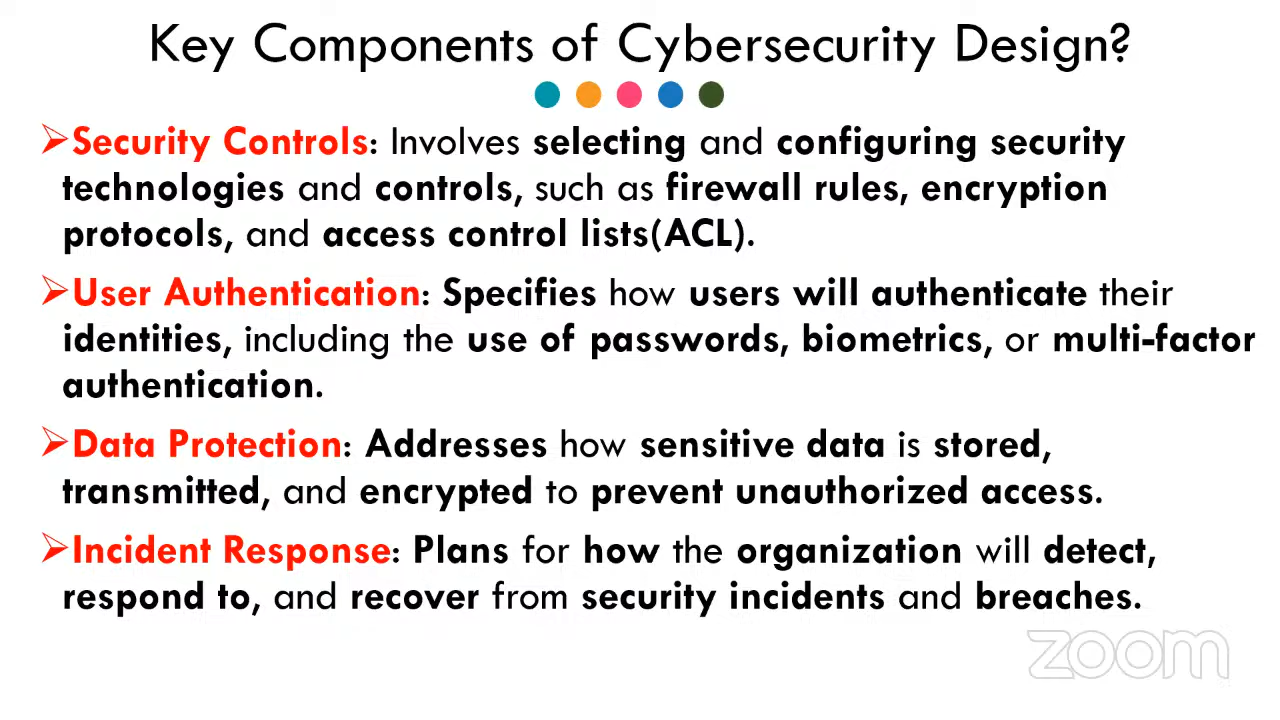 Key Components of Cybersecurity Design?
➢Security Controls: Involves selecting and configuring security
technologies and controls, such as firewall rules, encryption
protocols, and access control lists(ACL).
➢User Authentication: Specifies how users will authenticate their
identities, including the use of passwords, biometrics, or multi-factor
authentication.
➢Data Protection: Addresses how sensitive data is stored,
transmitted, and encrypted to prevent unauthorized access.
➢Incident Response: Plans for how the organization will detect,
respond to, and recover from security incidents and breaches.
zoom